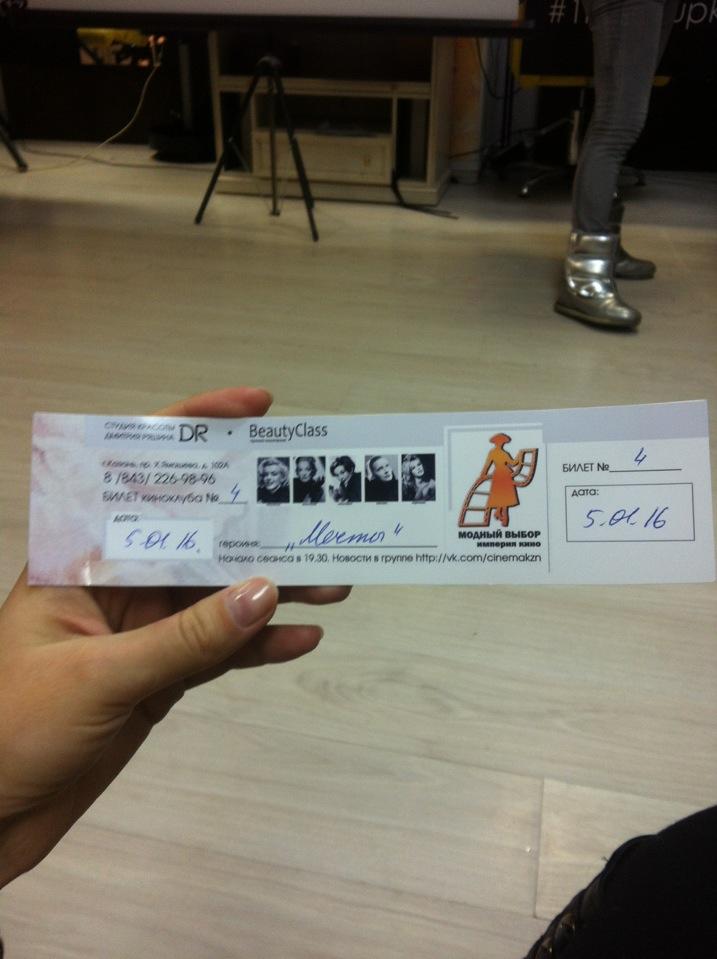 СТУДИЯ КРАСОТЫ
ДМИТРИЯ РЯШИНА
DR • BeautyClass
г. Казань, пр. Х. Ямашева, д. 102А
8 /843/ 226-98-96
БИЛЕТ киноклуба № 4
дата:
5.01.16.
героиня: „Мечты“
Начало сеанса в 19.30. Новости в группе http://vk.com/cinemakzn
МОДНЫЙ ВЫБОР
империя кино
БИЛЕТ № 4
дата:
5.01.16